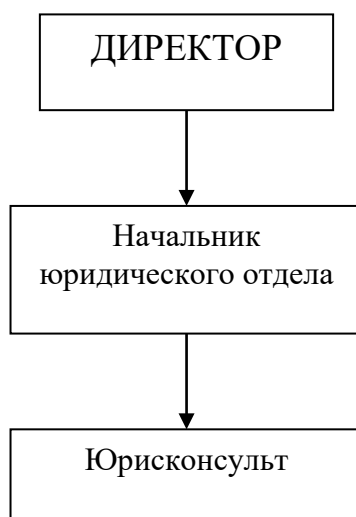 ДИРЕКТОР
Начальник
юридического отдела
Юрисконсульт